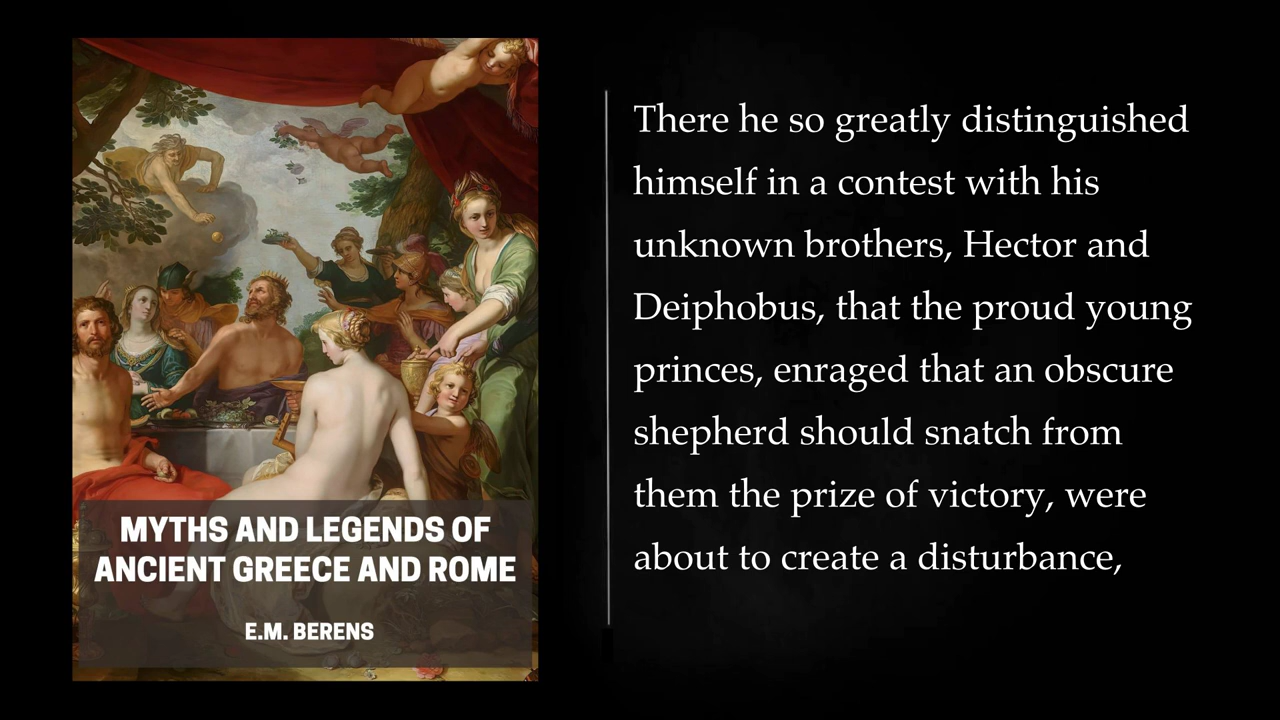 MYTHS AND LEGENDS OF
ANCIENT GREECE AND ROME
E.M. BERENS
There he so greatly distinguished
himself in a contest with his
unknown brothers, Hector and
Deiphobus, that the proud young
princes, enraged that an obscure
shepherd should snatch from
them the prize of victory, were
about to create a disturbance,